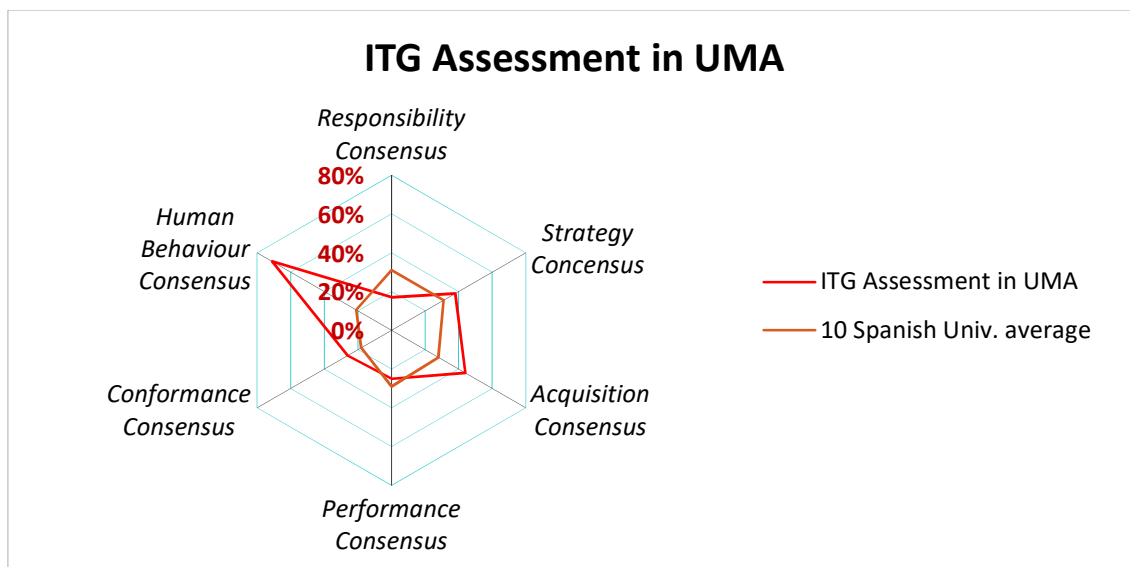 ITG Assessment in UMA
Responsibility
Consensus
80%
60%
40%
20%
0%
Human
Behaviour
Consensus
Strategy
Concensus
ITG Assessment in UMA
10 Spanish Univ. average
Conformance
Consensus
Acquisition
Consensus
Performance
Consensus